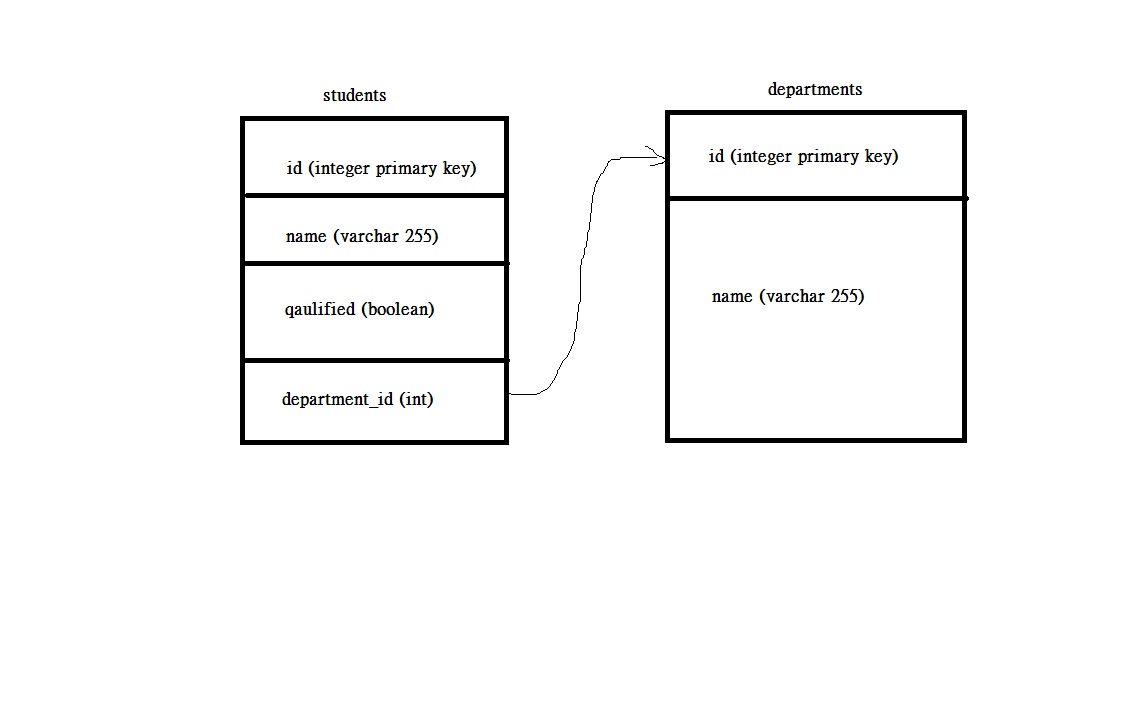 students
id (integer primary key)
name (varchar 255)
qaulified (boolean)
department_id (int)
departments
id (integer primary key)
name (varchar 255)